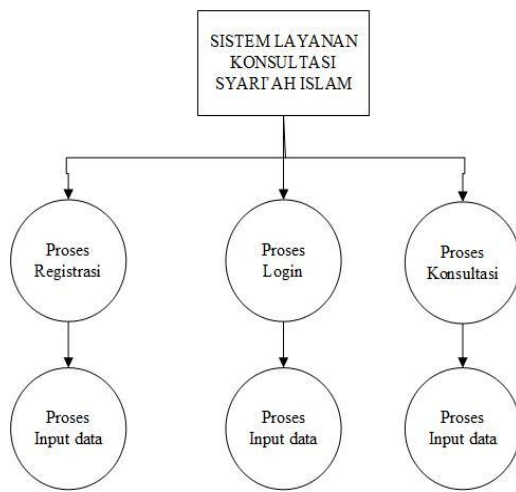 SISTEM LAYANAN
KONSULTASI
SYARI'AH ISLAM
Proses
Registrasi
Proses
Login
Proses
Konsultasi
Proses
Input data
Proses
Input data
Proses
Input data